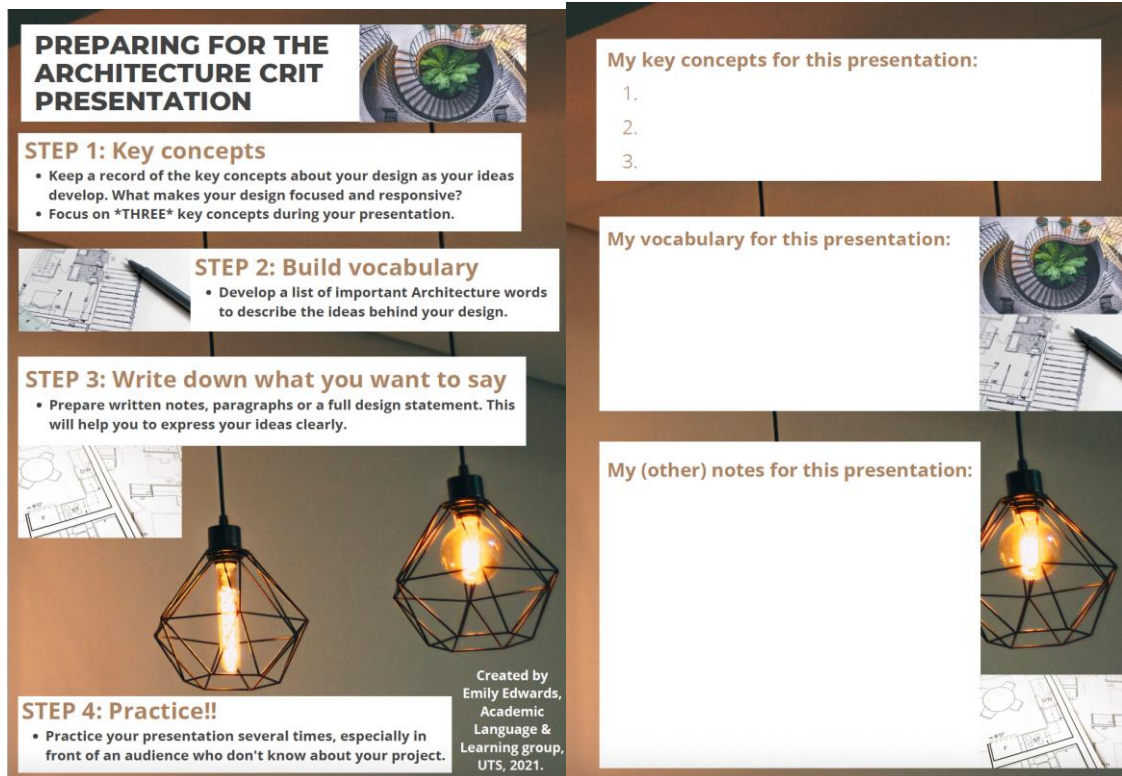 PREPARING FOR THE
ARCHITECTURE CRIT
PRESENTATION
STEP 1: Key concepts
• Keep a record of the key concepts about your design as your ideas
develop. What makes your design focused and responsive?
• Focus on *THREE* key concepts during your presentation.
STEP 2: Build vocabulary
• Develop a list of important Architecture words
to describe the ideas behind your design.
STEP 3: Write down what you want to say
• Prepare written notes, paragraphs or a full design statement. This
will help you to express your ideas clearly.
STEP 4: Practice!!
• Practice your presentation several times, especially in
front of an audience who don't know about your project.
Created by
Emily Edwards,
Academic
Language &
Learning group,
UTS, 2021.
My key concepts for this presentation:
1.
2.
3.
My vocabulary for this presentation:
My (other) notes for this presentation: